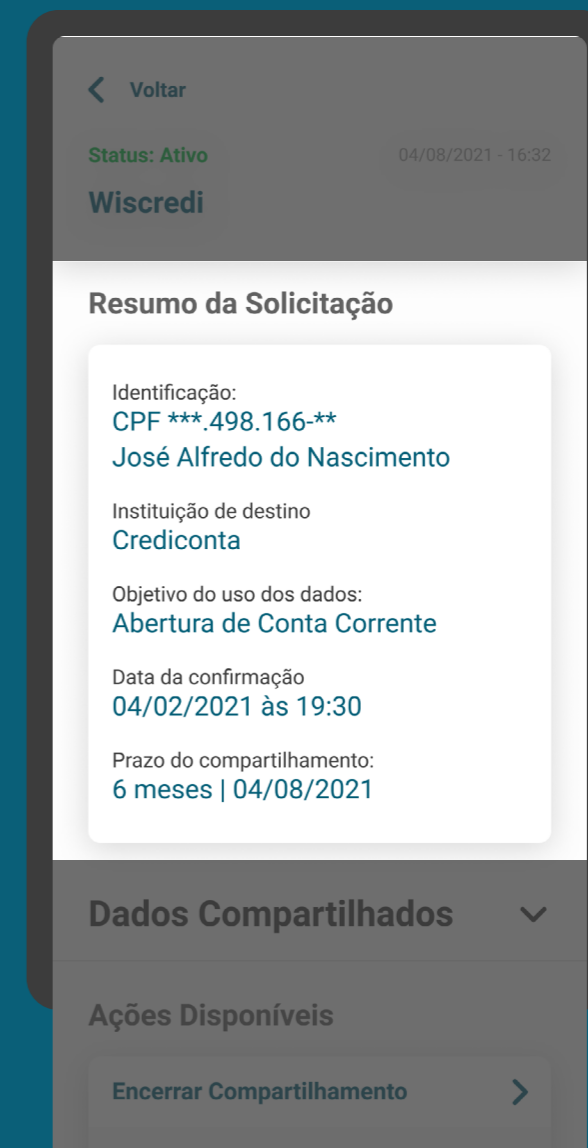 Voltar
Status: Ativo
04/08/2021 - 16:32
Wiscredi
Resumo da Solicitação
Identificação:
CPF ***.498.166-**
José Alfredo do Nascimento
Instituição de destino
Crediconta
Objetivo do uso dos dados:
Abertura de Conta Corrente
Data da confirmação
04/02/2021 às 19:30
Prazo do compartilhamento:
6 meses | 04/08/2021
Dados Compartilhados
Ações Disponíveis
Encerrar Compartilhamento